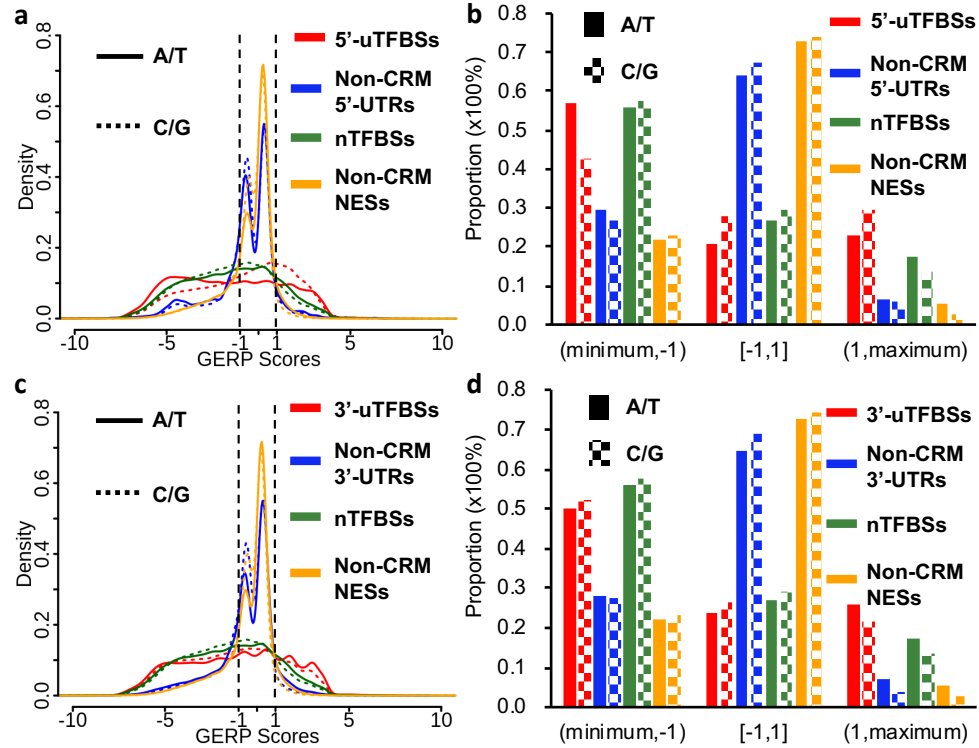 a
0.8
0.6
0.4
0.2
0.0
Density
A/T
C/G
5’-uTFBSs
Non-CRM
5’-UTRs
nTFBSs
Non-CRM
NESs
-10 -5 -1 1 5 10
GERP Scores
b
0.8
0.7
0.6
0.5
0.4
0.3
0.2
0.1
0.0
Proportion (x100%)
A/T
C/G
5’-uTFBSs
Non-CRM
5’-UTRs
nTFBSs
Non-CRM
NESs
(minimum,-1) [-1,1] (1,maximum)
c
0.8
0.6
0.4
0.2
0.0
Density
A/T
C/G
3’-uTFBSs
Non-CRM
3’-UTRs
nTFBSs
Non-CRM
NESs
-10 -5 -1 1 5 10
GERP Scores
d
0.8
0.7
0.6
0.5
0.4
0.3
0.2
0.1
0.0
Proportion (x100%)
A/T
C/G
3’-uTFBSs
Non-CRM
3’-UTRs
nTFBSs
Non-CRM
NESs
(minimum,-1) [-1,1] (1,maximum)